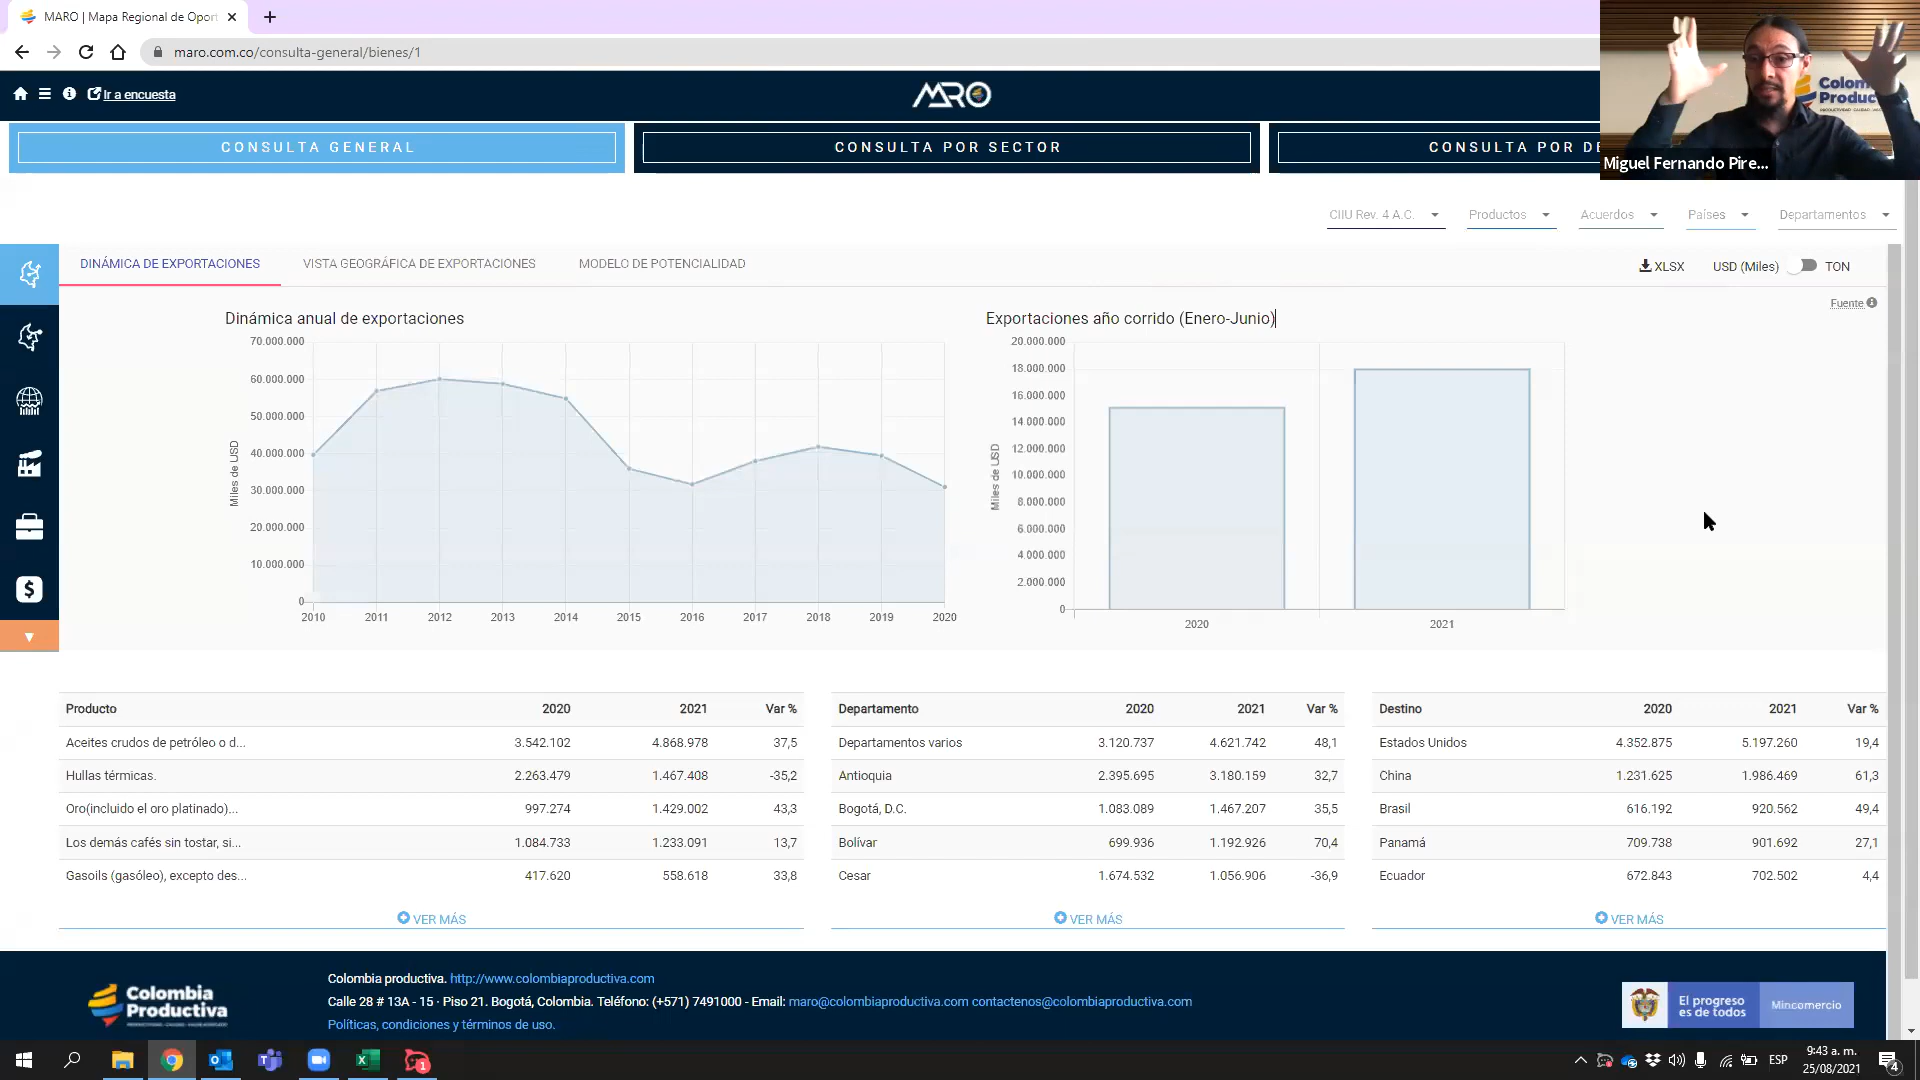 MARO | Mapa Regional de Oport
maro.com.co/consulta-general/bienes/1
Ir a encuesta
MRO
CONSULTA GENERAL
CONSULTA POR SECTOR
CONSULTA POR DE
Colom
Produc
Miguel Fernando Pire...
CIIU Rev. 4 A.C.
Productos
Acuerdos
Países
Departamentos
DINÁMICA DE EXPORTACIONES
VISTA GEOGRÁFICA DE EXPORTACIONES
MODELO DE POTENCIALIDAD
XLSX
USD (Miles)
TON
Fuente
Dinámica anual de exportaciones
Miles de USD
70.000.000
60.000.000
50.000.000
40.000.000
30.000.000
20.000.000
10.000.000
0
2010 2011 2012 2013 2014 2015 2016 2017 2018 2019 2020
Exportaciones año corrido (Enero-Junio)
Miles de USD
20.000.000
18.000.000
16.000.000
14.000.000
12.000.000
10.000.000
8.000.000
6.000.000
4.000.000
2.000.000
0
2020 2021
Producto 2020 2021 Var %
Aceites crudos de petróleo o d... 3.542.102 4.868.978 37,5
Hullas térmicas. 2.263.479 1.467.408 -35,2
Oro(incluido el oro platinado)... 997.274 1.429.002 43,3
Los demás cafés sin tostar, si... 1.084.733 1.233.091 13,7
Gasoils (gasóleo), excepto des... 417.620 558.618 33,8
VER MÁS
Departamento 2020 2021 Var %
Departamentos varios 3.120.737 4.621.742 48,1
Antioquia 2.395.695 3.180.159 32,7
Bogotá, D.C. 1.083.089 1.467.207 35,5
Bolívar 699.936 1.192.926 70,4
Cesar 1.674.532 1.056.906 -36,9
VER MÁS
Destino 2020 2021 Var %
Estados Unidos 4.352.875 5.197.260 19,4
China 1.231.625 1.986.469 61,3
Brasil 616.192 920.562 49,4
Panamá 709.738 901.692 27,1
Ecuador 672.843 702.502 4,4
VER MÁS
Colombia
Productiva
Colombia productiva. http://www.colombiaproductiva.com
Calle 28 # 13A - 15 · Piso 21. Bogotá, Colombia. Teléfono: (+571) 7491000 - Email: maro@colombiaproductiva.com contactenos@colombiaproductiva.com
Políticas, condiciones y términos de uso.
El progreso
es de todos
Mincomercio
1
ESP
9:43 a. m.
25/08/2021
4